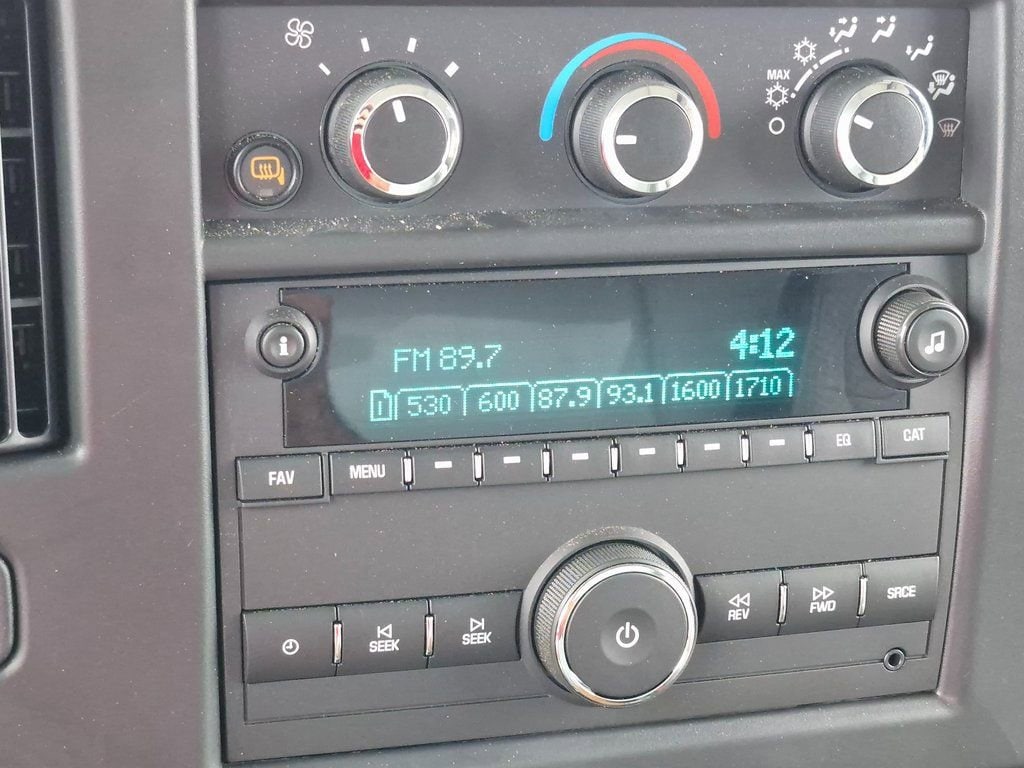 MAX
i
FM 89.7 4:12
1 530 600 87.9 93.1 1600 1710
FAV MENU EQ CAT
SEEK SEEK REV FWD SRCE